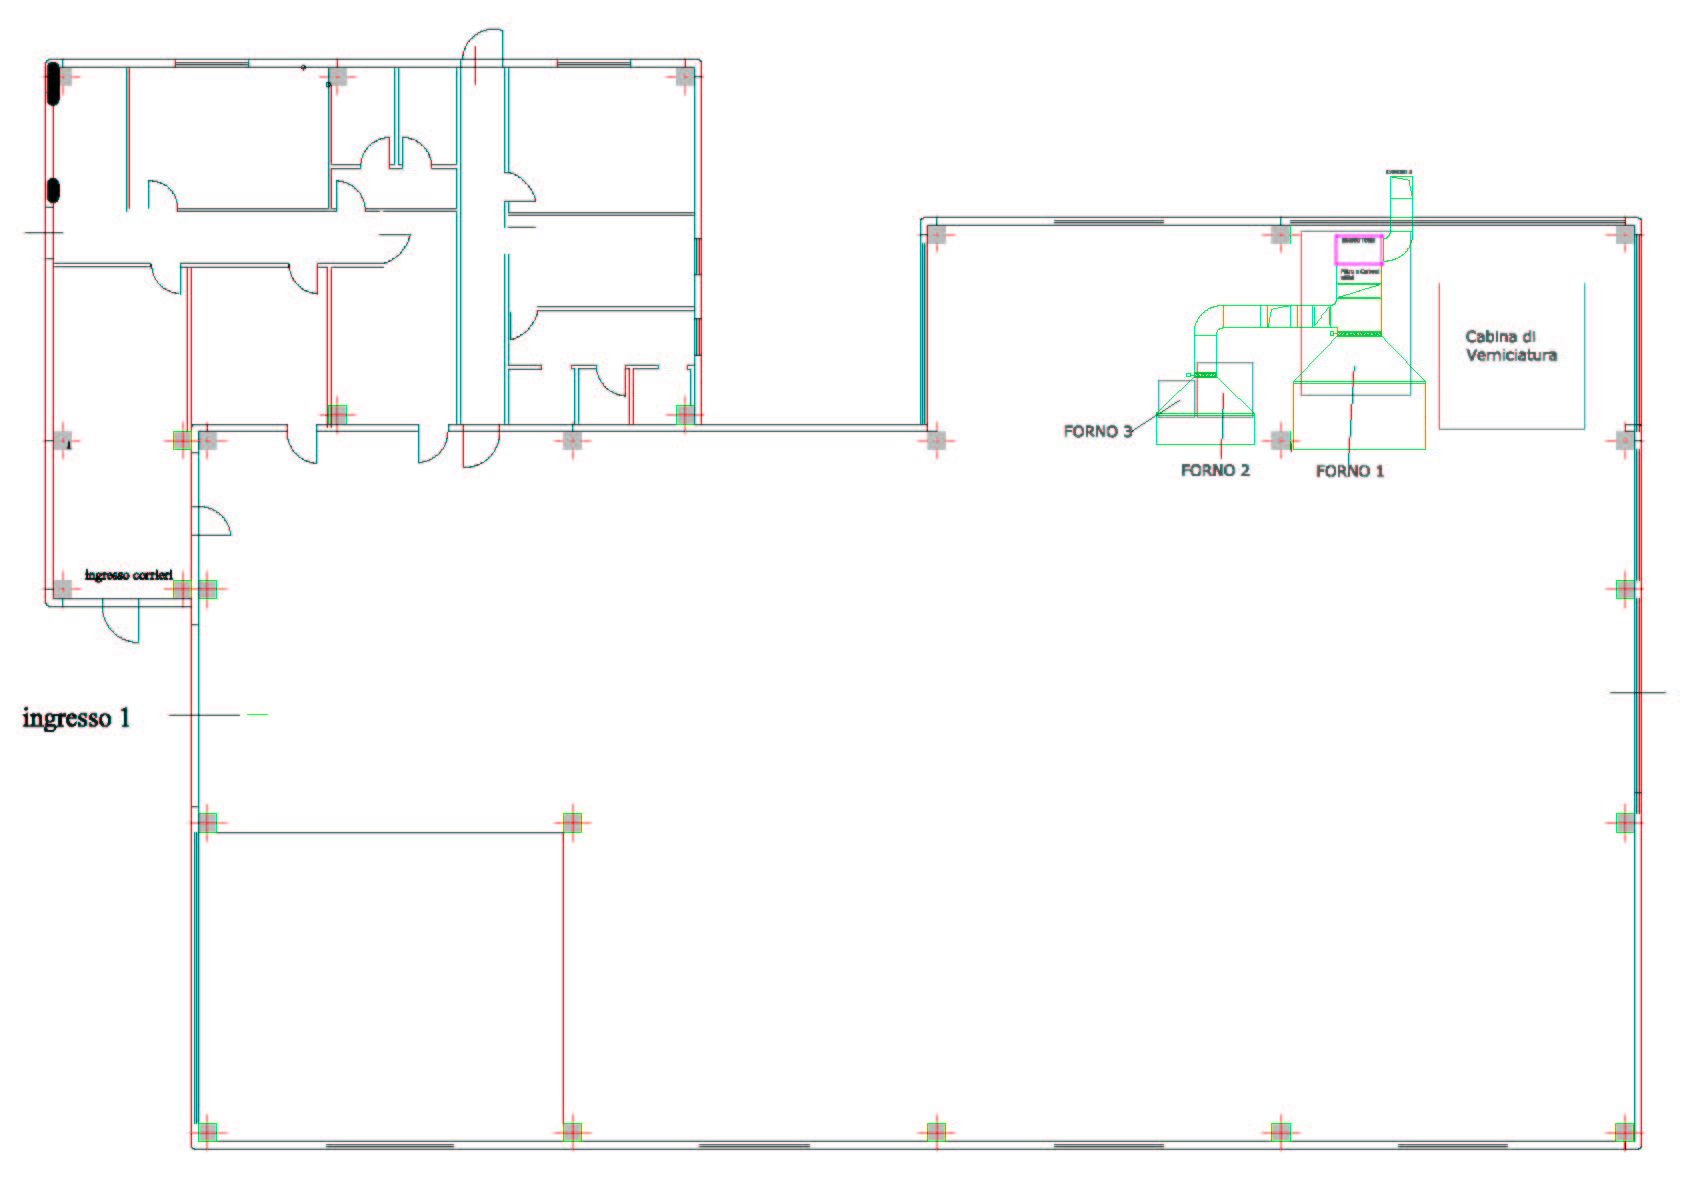 Cabina di
Verniciatura
FORNO 3
FORNO 2
FORNO 1
ingresso corrieri
ingresso 1